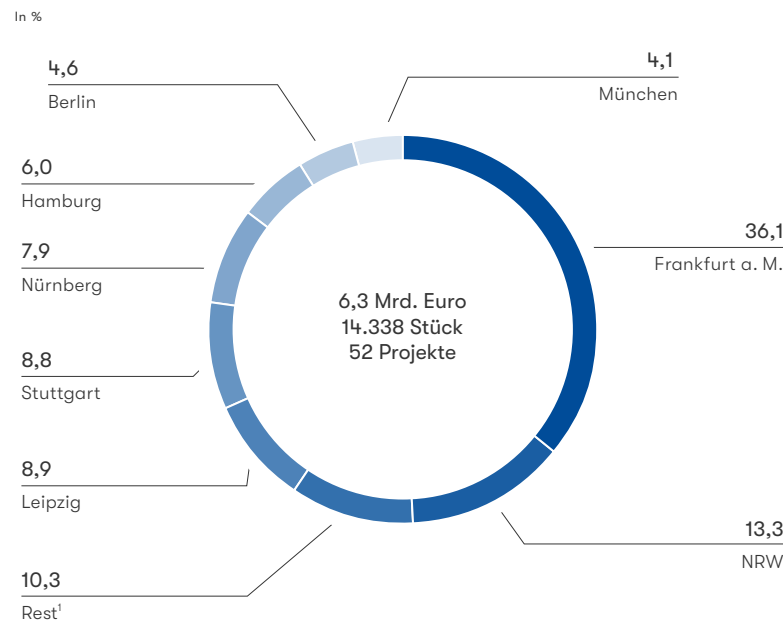 In %
4,6
Berlin
4,1
München
6,0
Hamburg
7,9
Nürnberg
36,1
Frankfurt a. M.
6,3 Mrd. Euro
14.338 Stück
52 Projekte
8,8
Stuttgart
8,9
Leipzig
13,3
NRW
10,3
Rest¹